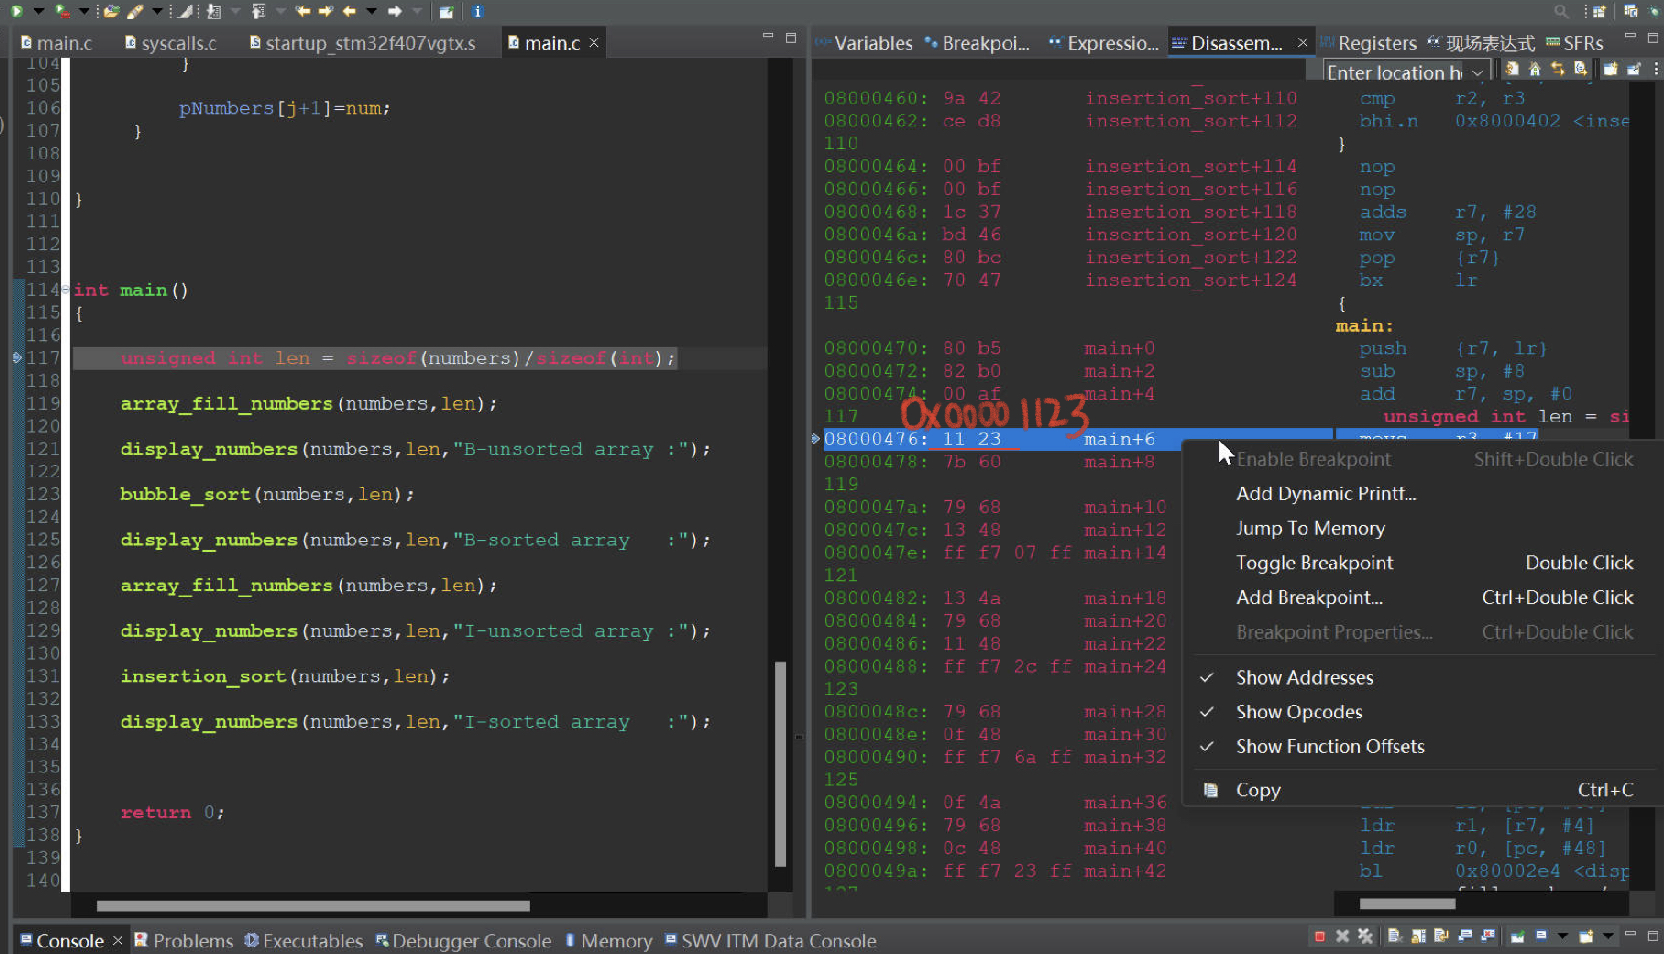 main.c syscalls.c startup_stm32f407vgtx.s main.c
Variables Breakpoi... Expressio... Disassem... Registers 现场表达式 SFRs
Enter location h
104 }
105
106 pNumbers[j+1]=num;
107 }
108
109
110 }
111
112
113
114 int main()
115 {
116
117 unsigned int len = sizeof(numbers)/sizeof(int);
118
119 array_fill_numbers(numbers,len);
120
121 display_numbers(numbers,len,"B-unsorted array :");
122
123 bubble_sort(numbers,len);
124
125 display_numbers(numbers,len,"B-sorted array   :");
126
127 array_fill_numbers(numbers,len);
128
129 display_numbers(numbers,len,"I-unsorted array :");
130
131 insertion_sort(numbers,len);
132
133 display_numbers(numbers,len,"I-sorted array   :");
134
135
136
137 return 0;
138 }
139
140
08000460: 9a 42 insertion_sort+110 cmp r2, r3
08000462: ce d8 insertion_sort+112 bhi.n 0x8000402 <inse
110 }
08000464: 00 bf insertion_sort+114 nop
08000466: 00 bf insertion_sort+116 nop
08000468: 1c 37 insertion_sort+118 adds r7, #28
0800046a: bd 46 insertion_sort+120 mov sp, r7
0800046c: 80 bc insertion_sort+122 pop {r7}
0800046e: 70 47 insertion_sort+124 bx lr
115 {
main:
08000470: 80 b5 main+0 push {r7, lr}
08000472: 82 b0 main+2 sub sp, #8
08000474: 00 af main+4 add r7, sp, #0
117 unsigned int len = si
0x0000 1123
08000476: 11 23 main+6 movs r3, #17
08000478: 7b 60 main+8
119
0800047a: 79 68 main+10
0800047c: 13 48 main+12
0800047e: ff f7 07 ff main+14
121
08000482: 13 4a main+18
08000484: 79 68 main+20
08000486: 11 48 main+22
08000488: ff f7 2c ff main+24
123
0800048c: 79 68 main+28
0800048e: 0f 48 main+30
08000490: ff f7 6a ff main+32
125
08000494: 0f 4a main+36
08000496: 79 68 main+38 ldr r1, [r7, #4]
08000498: 0c 48 main+40 ldr r0, [pc, #48]
0800049a: ff f7 23 ff main+42 bl 0x80002e4 <disp
Enable Breakpoint Shift+Double Click
Add Dynamic Printf...
Jump To Memory
Toggle Breakpoint Double Click
Add Breakpoint... Ctrl+Double Click
Breakpoint Properties... Ctrl+Double Click
Show Addresses
Show Opcodes
Show Function Offsets
Copy Ctrl+C
Console Problems Executables Debugger Console Memory SWV ITM Data Console